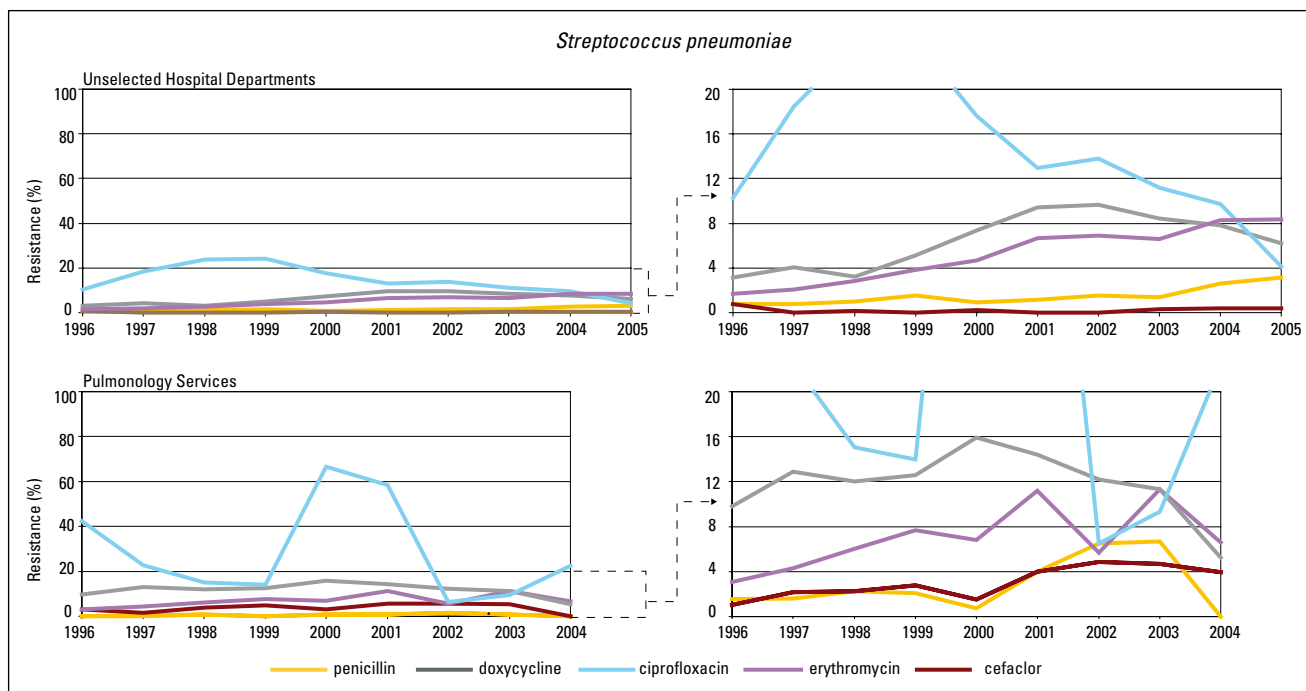 Streptococcus pneumoniae
Unselected Hospital Departments
Resistance (%)
100
80
60
40
20
0
1996 1997 1998 1999 2000 2001 2002 2003 2004 2005
20
16
12
8
4
0
1996 1997 1998 1999 2000 2001 2002 2003 2004 2005
Pulmonology Services
Resistance (%)
100
80
60
40
20
0
1996 1997 1998 1999 2000 2001 2002 2003 2004
20
16
12
8
4
0
1996 1997 1998 1999 2000 2001 2002 2003 2004
penicillin doxycycline ciprofloxacin erythromycin cefaclor